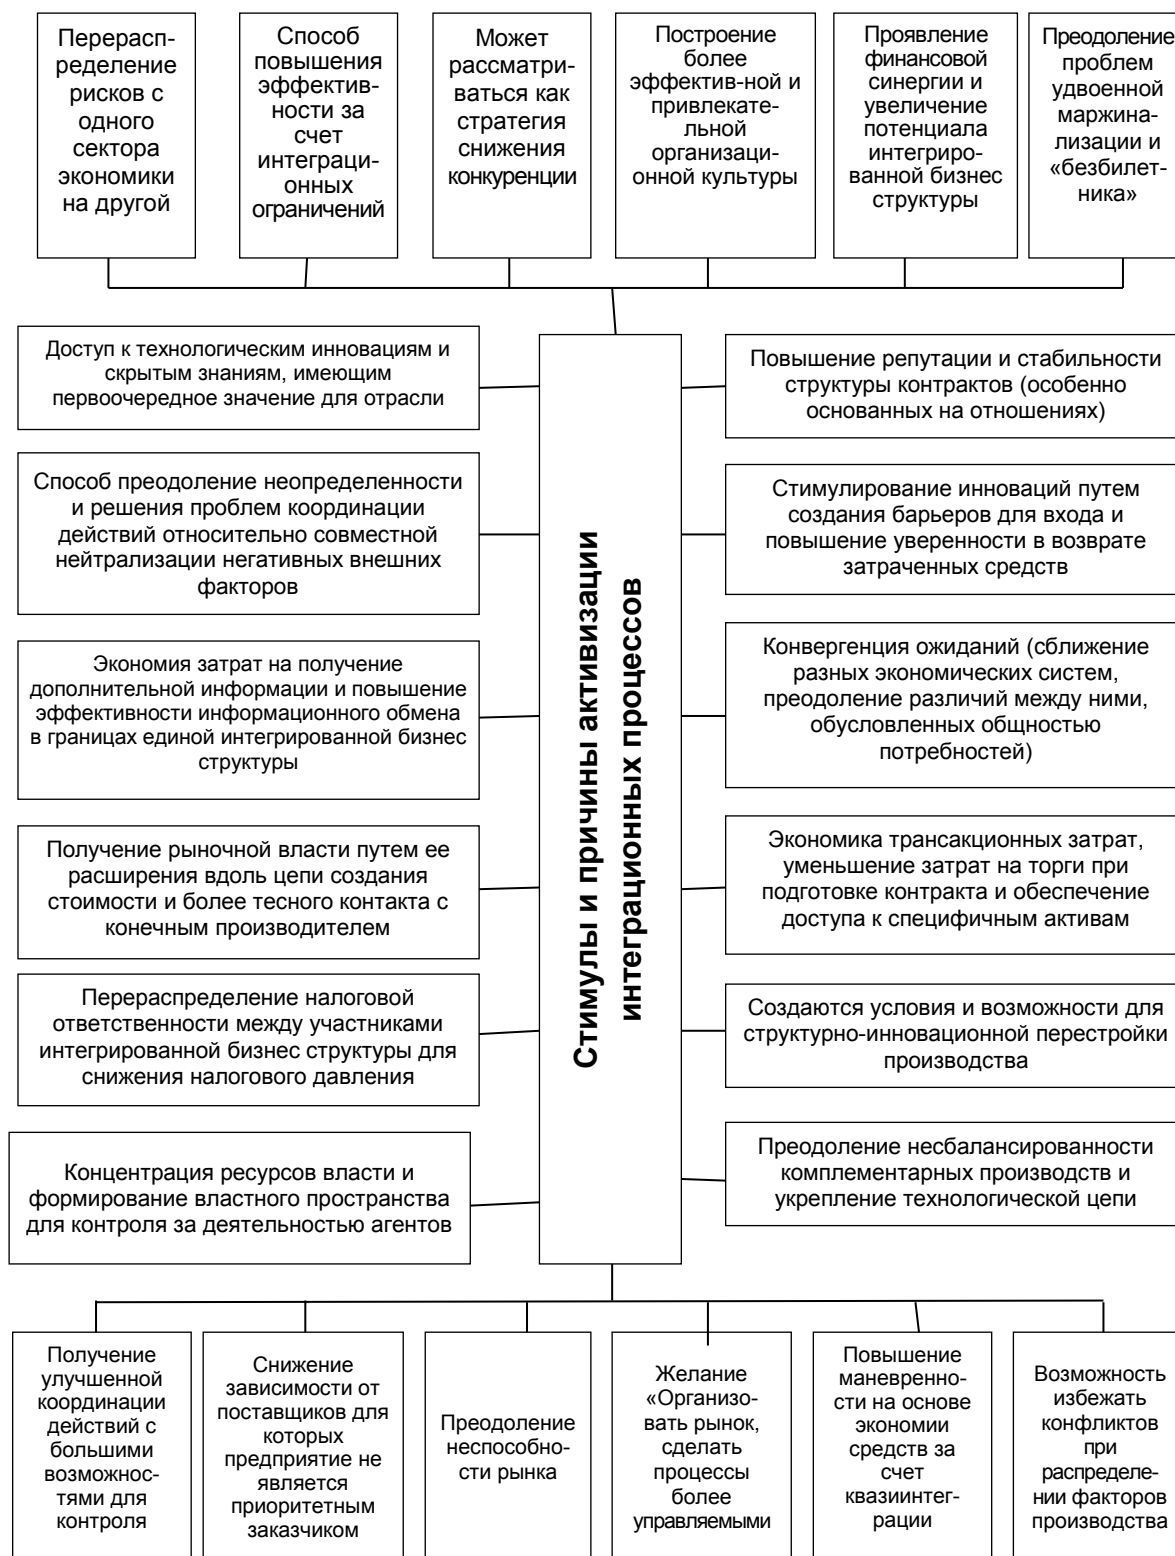 Перерасп-
ределение
рисков с
одного
сектора
экономики
на другой
Способ
повышения
эффектив-
ности за
счет
интеграци-
онных
ограничений
Может
рассматри-
ваться как
стратегия
снижения
конкуренции
Построение
более
эффектив-ной и
привлекате-
льной
организаци-
онной культуры
Проявление
финансовой
синергии и
увеличение
потенциала
интегриро-
ванной бизнес
структуры
Преодоление
проблем
удвоенной
маржина-
лизации и
«безбилет-
ника»
Доступ к технологическим инновациям и
скрытым знаниям, имеющим
первоочередное значение для отрасли
Способ преодоление неопределенности
и решения проблем координации
действий относительно совместной
нейтрализации негативных внешних
факторов
Экономия затрат на получение
дополнительной информации и повышение
эффективности информационного обмена
в границах единой интегрированной бизнес
структуры
Получение рыночной власти путем ее
расширения вдоль цепи создания
стоимости и более тесного контакта с
конечным производителем
Перераспределение налоговой
ответственности между участниками
интегрированной бизнес структуры для
снижения налогового давления
Концентрация ресурсов власти и
формирование властного пространства
для контроля за деятельностью агентов
Стимулы и причины активизации
интеграционных процессов
Повышение репутации и стабильности
структуры контрактов (особенно
основанных на отношениях)
Стимулирование инноваций путем
создания барьеров для входа и
повышение уверенности в возврате
затраченных средств
Конвергенция ожиданий (сближение
разных экономических систем,
преодоление различий между ними,
обусловленных общностью
потребностей)
Экономика трансакционных затрат,
уменьшение затрат на торги при
подготовке контракта и обеспечение
доступа к специфичным активам
Создаются условия и возможности для
структурно-инновационной перестройки
производства
Преодоление несбалансированности
комплементарных производств и
укрепление технологической цепи
Получение
улучшенной
координации
действий с
большими
возможнос-
тями для
контроля
Снижение
зависимости от
поставщиков для
которых
предприятие не
является
приоритетным
заказчиком
Преодоление
неспособно-
сти рынка
Желание
«Организо-
вать рынок,
сделать
процессы
более
управляемыми
Повышение
маневренно-
сти на основе
экономии
средств за
счет
квазиинтег-
рации
Возможность
избежать
конфликтов
при
распределе-
нии факторов
производства